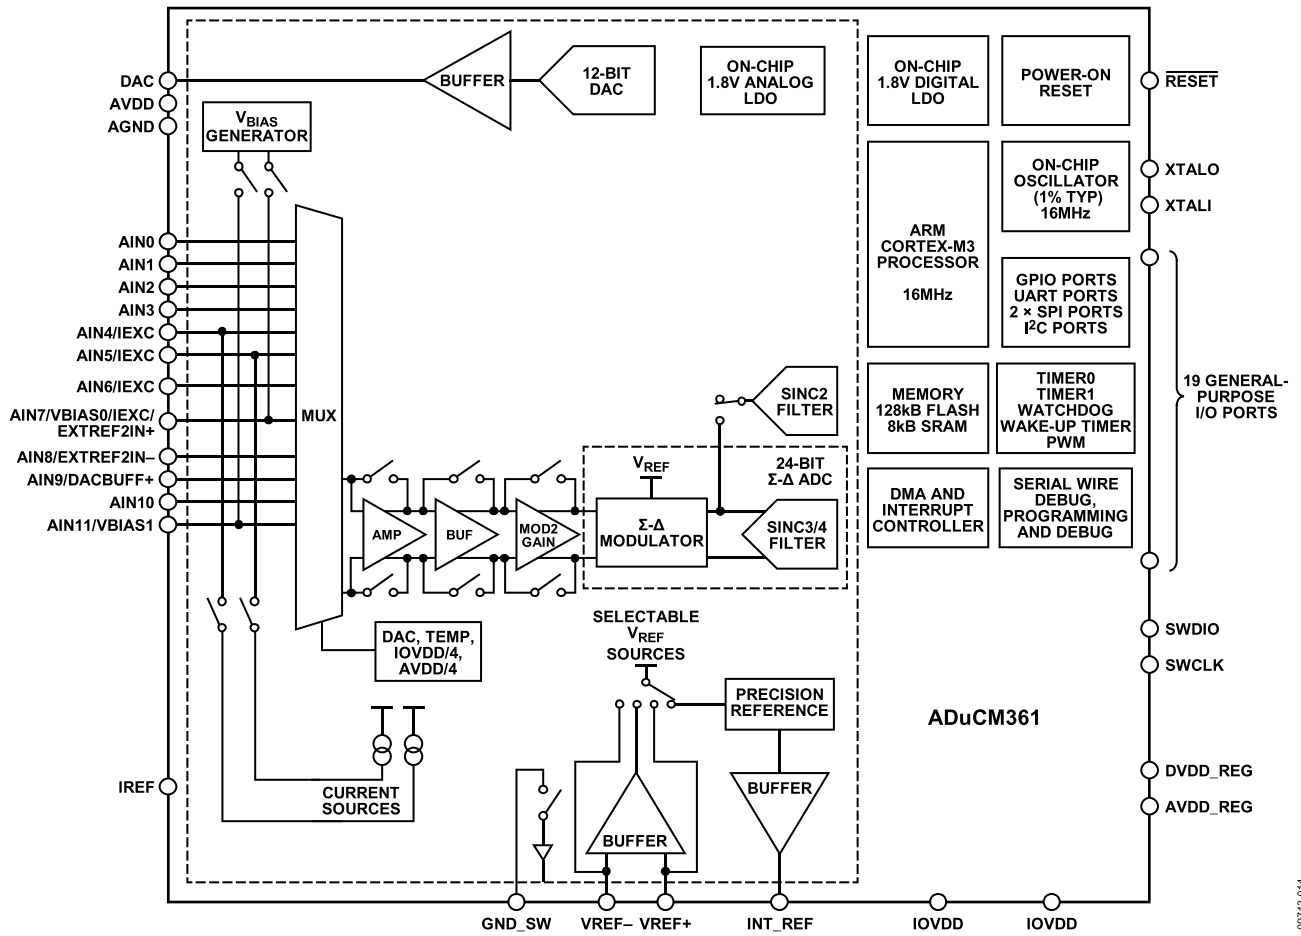 DAC
AVDD
AGND
BUFFER
12-BIT
DAC
ON-CHIP
1.8V ANALOG
LDO
ON-CHIP
1.8V DIGITAL
LDO
POWER-ON
RESET
RESET
VBIAS
GENERATOR
ON-CHIP
OSCILLATOR
(1% TYP)
16MHz
XTALO
XTALI
ARM
CORTEX-M3
PROCESSOR
16MHz
GPIO PORTS
UART PORTS
2 × SPI PORTS
I2C PORTS
19 GENERAL-
PURPOSE
I/O PORTS
AIN0
AIN1
AIN2
AIN3
AIN4/IEXC
AIN5/IEXC
AIN6/IEXC
AIN7/VBIAS0/IEXC/
EXTREF2IN+
AIN8/EXTREF2IN–
AIN9/DACBUFF+
AIN10
AIN11/VBIAS1
MUX
SINC2
FILTER
MEMORY
128kB FLASH
8kB SRAM
TIMER0
TIMER1
WATCHDOG
WAKE-UP TIMER
PWM
AMP
BUF
MOD2
GAIN
VREF
24-BIT
Σ-Δ ADC
Σ-Δ
MODULATOR
SINC3/4
FILTER
DMA AND
INTERRUPT
CONTROLLER
SERIAL WIRE
DEBUG,
PROGRAMMING
AND DEBUG
DAC, TEMP,
IOVDD/4,
AVDD/4
SELECTABLE
VREF
SOURCES
PRECISION
REFERENCE
SWDIO
SWCLK
ADuCM361
IREF
CURRENT
SOURCES
BUFFER
BUFFER
DVDD_REG
AVDD_REG
GND_SW
VREF–
VREF+
INT_REF
IOVDD
IOVDD
09743-014